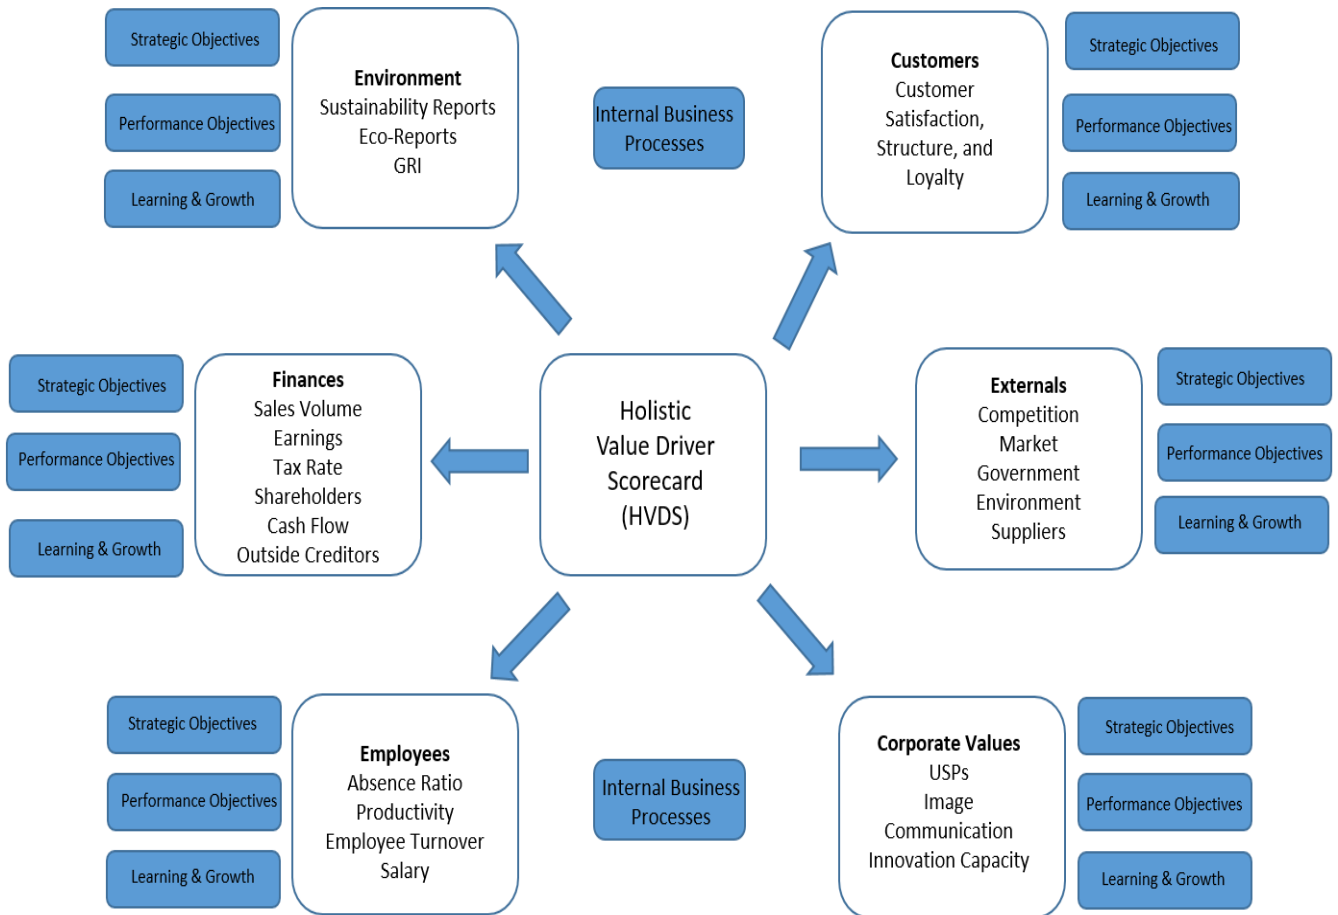 Strategic Objectives
Performance Objectives
Learning & Growth
Environment
Sustainability Reports
Eco-Reports
GRI
Internal Business
Processes
Customers
Customer
Satisfaction,
Structure, and
Loyalty
Strategic Objectives
Performance Objectives
Learning & Growth
Strategic Objectives
Performance Objectives
Learning & Growth
Finances
Sales Volume
Earnings
Tax Rate
Shareholders
Cash Flow
Outside Creditors
Holistic
Value Driver
Scorecard
(HVDS)
Externals
Competition
Market
Government
Environment
Suppliers
Strategic Objectives
Performance Objectives
Learning & Growth
Strategic Objectives
Performance Objectives
Learning & Growth
Employees
Absence Ratio
Productivity
Employee Turnover
Salary
Internal Business
Processes
Corporate Values
USPs
Image
Communication
Innovation Capacity
Strategic Objectives
Performance Objectives
Learning & Growth